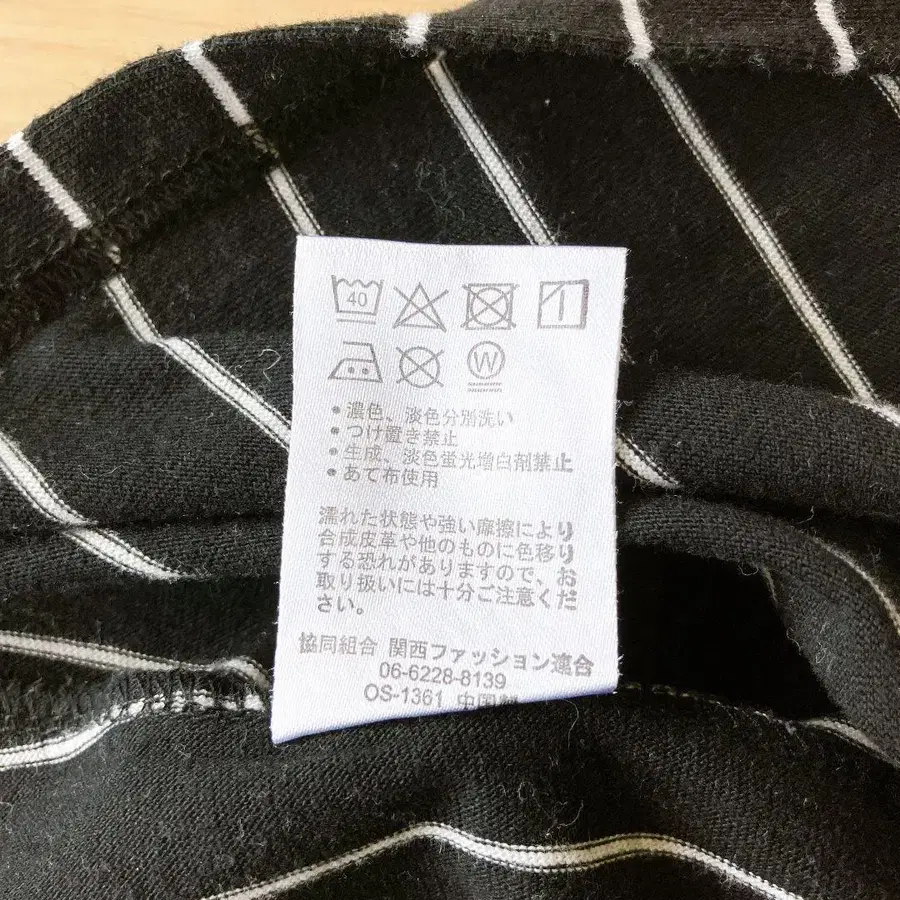 40
W
•濃色、淡色分別洗い
•つけ置き禁止
•生成、淡色蛍光増白剤禁止
•あて布使用
濡れた状態や強い摩擦により
合成皮革や他のものに色移り
する恐れがありますので、お
取り扱いには十分ご注意くだ
さい。
協同組合 関西ファッション連合
06-6228-8139
OS-1361 中国製